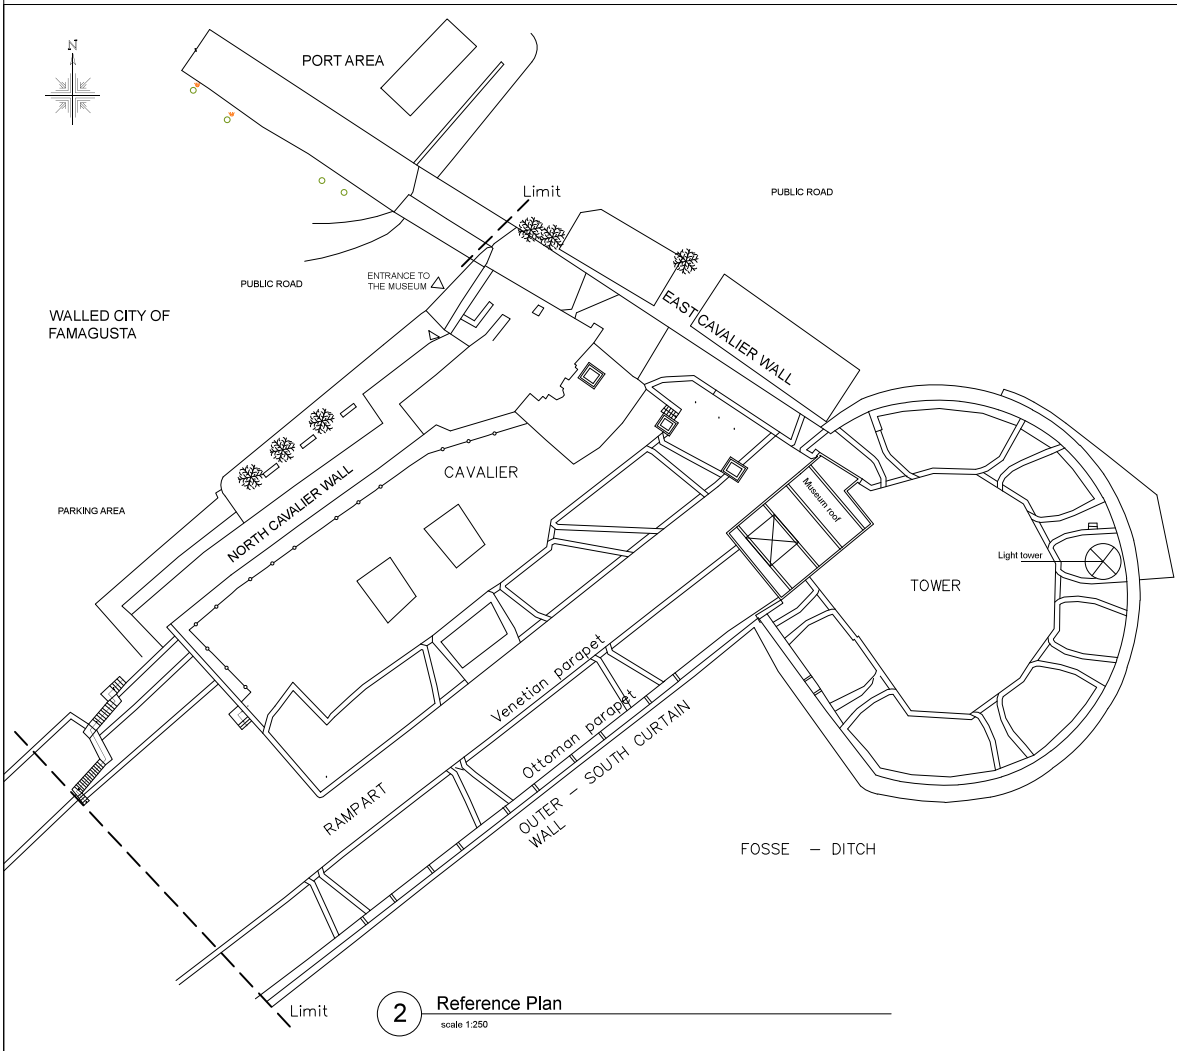 N
PORT AREA
Limit
PUBLIC ROAD
PUBLIC ROAD
ENTRANCE TO
THE MUSEUM
WALLED CITY OF
FAMAGUSTA
EAST CAVALIER WALL
CAVALIER
NORTH CAVALIER WALL
PARKING AREA
Museum roof
Light tower
TOWER
Venetian parapet
Ottoman parapet
RAMPART
OUTER - SOUTH CURTAIN
WALL
FOSSE - DITCH
Limit
2
Reference Plan
scale 1:250